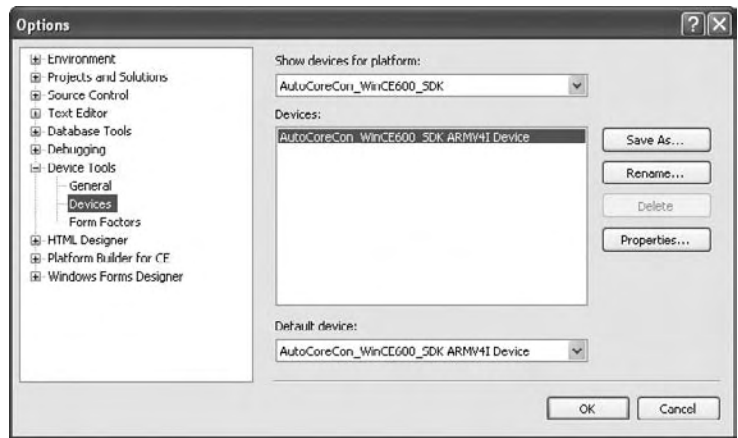 Options
Environment
Projects and Solutions
Source Control
Text Editor
Database Tools
Debugging
Device Tools
General
Devices
Form Factors
HTML Designer
Platform Builder for CE
Windows Forms Designer
Show devices for platform:
AutoCoreCon_WinCE600_SDK
Devices:
AutoCoreCon_WinCE600_SDK ARMV4I Device
Save As...
Rename...
Delete
Properties...
Default device:
AutoCoreCon_WinCE600_SDK ARMV4I Device
OK
Cancel